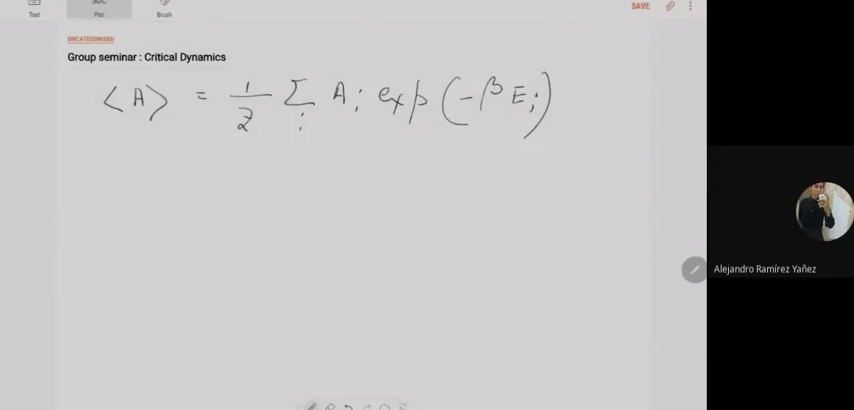 Text
Pen
Brush
SAVE
UNCATEGORISED
Group seminar : Critical Dynamics
⟨A⟩ = 1/Z Σ_i A_i exp(-βE_i)
Alejandro Ramírez Yañez